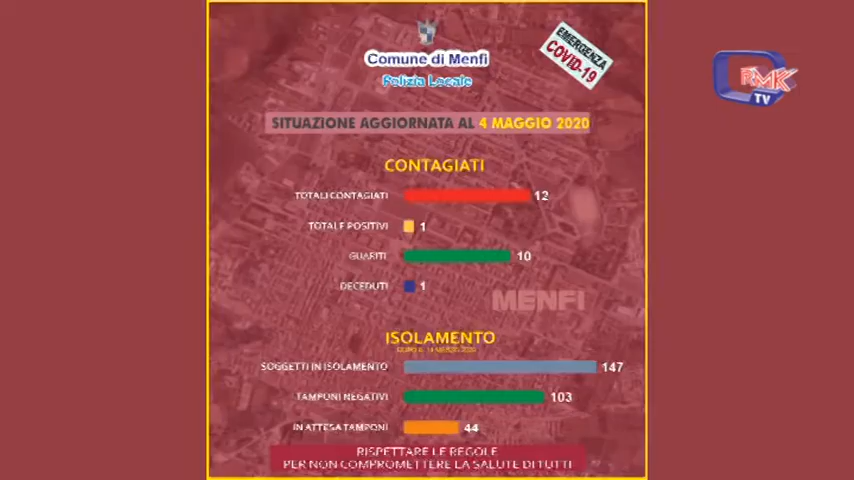 Comune di Menfi
Polizia Locale
EMERGENZA
COVID-19
RMK
TV
SITUAZIONE AGGIORNATA AL 4 MAGGIO 2020
CONTAGIATI
TOTALI CONTAGIATI 12
TOTALE POSITIVI 1
GUARITI 10
DECEDUTI 1
MENFI
ISOLAMENTO
SOGGETTI IN ISOLAMENTO 147
TAMPONI NEGATIVI 103
IN ATTESA TAMPONI 44
RISPETTARE LE REGOLE
PER NON COMPROMETTERE LA SALUTE DI TUTTI